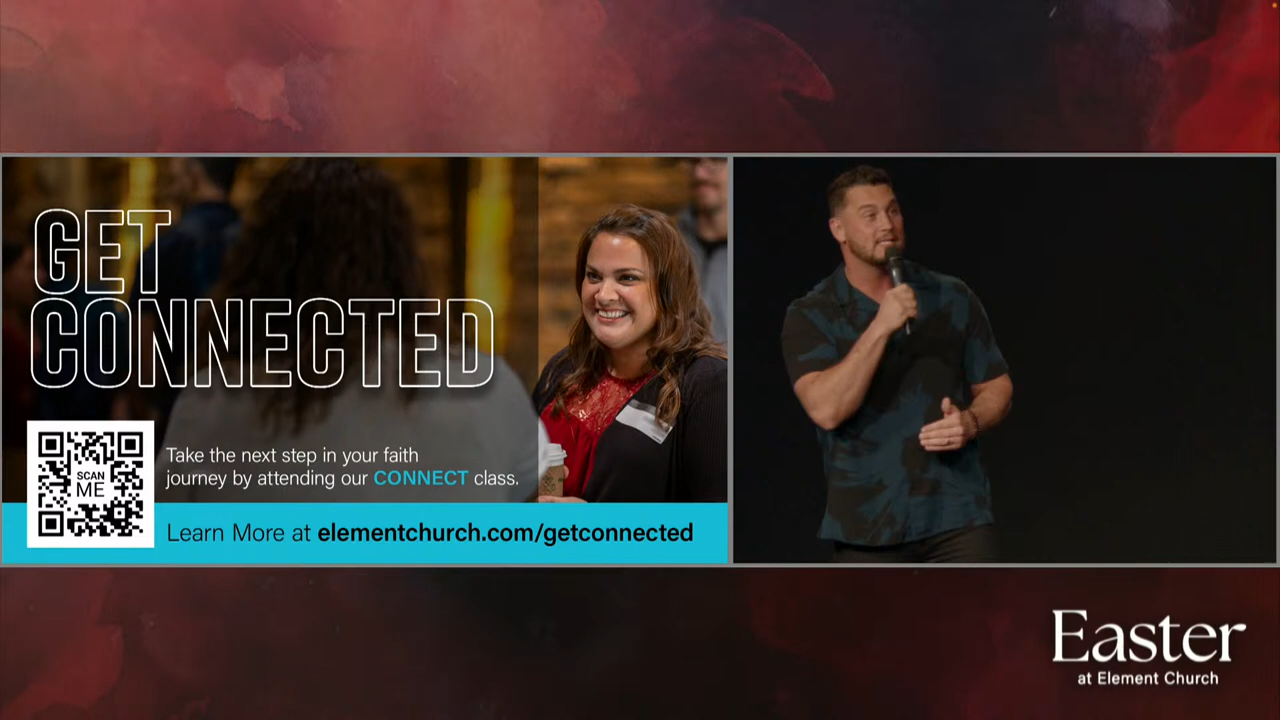 GET
CONNECTED
SCAN
ME
Take the next step in your faith
journey by attending our CONNECT class.
Learn More at elementchurch.com/getconnected
Easter
at Element Church